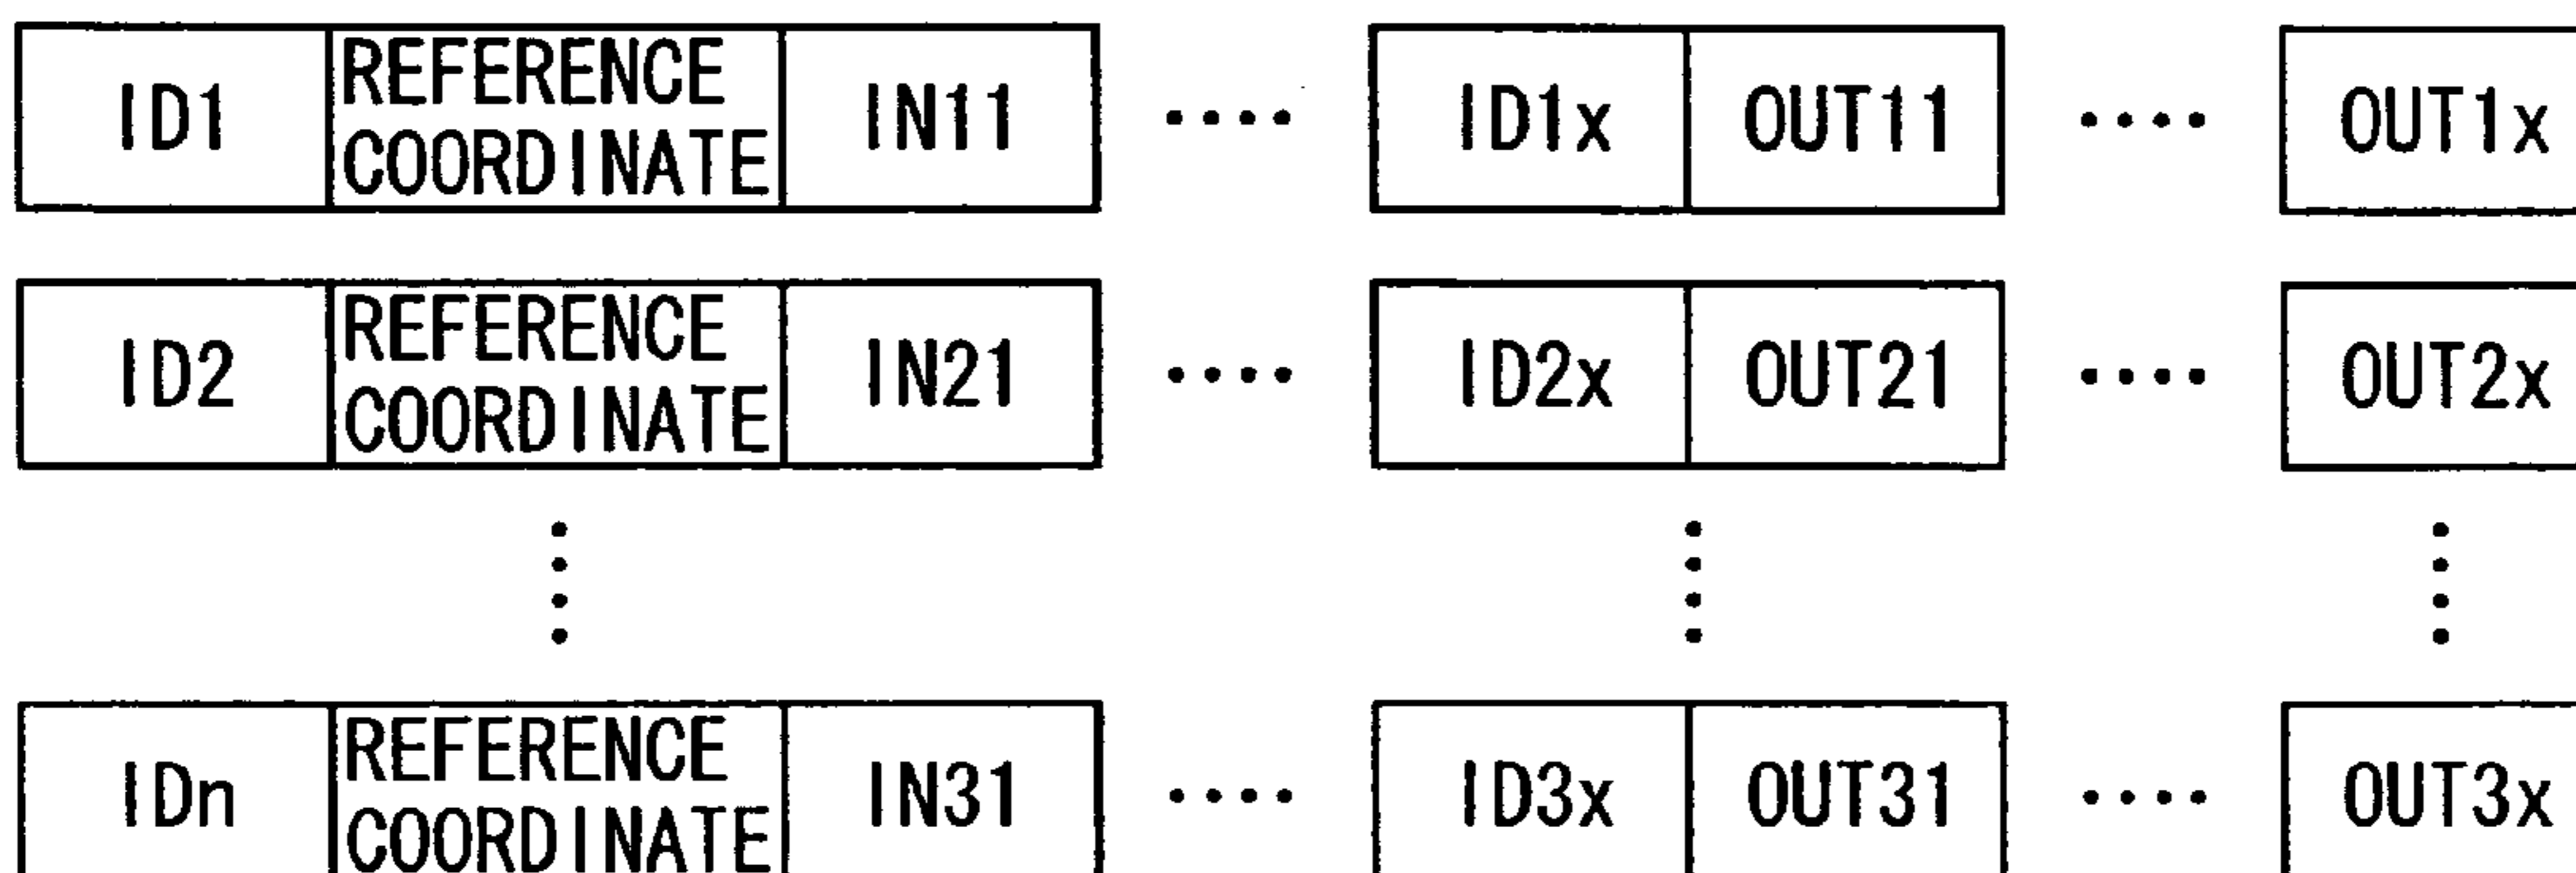 ID1 REFERENCE COORDINATE IN11 ···· ID1x OUT11 ···· OUT1x
ID2 REFERENCE COORDINATE IN21 ···· ID2x OUT21 ···· OUT2x
IDn REFERENCE COORDINATE IN31 ···· ID3x OUT31 ···· OUT3x